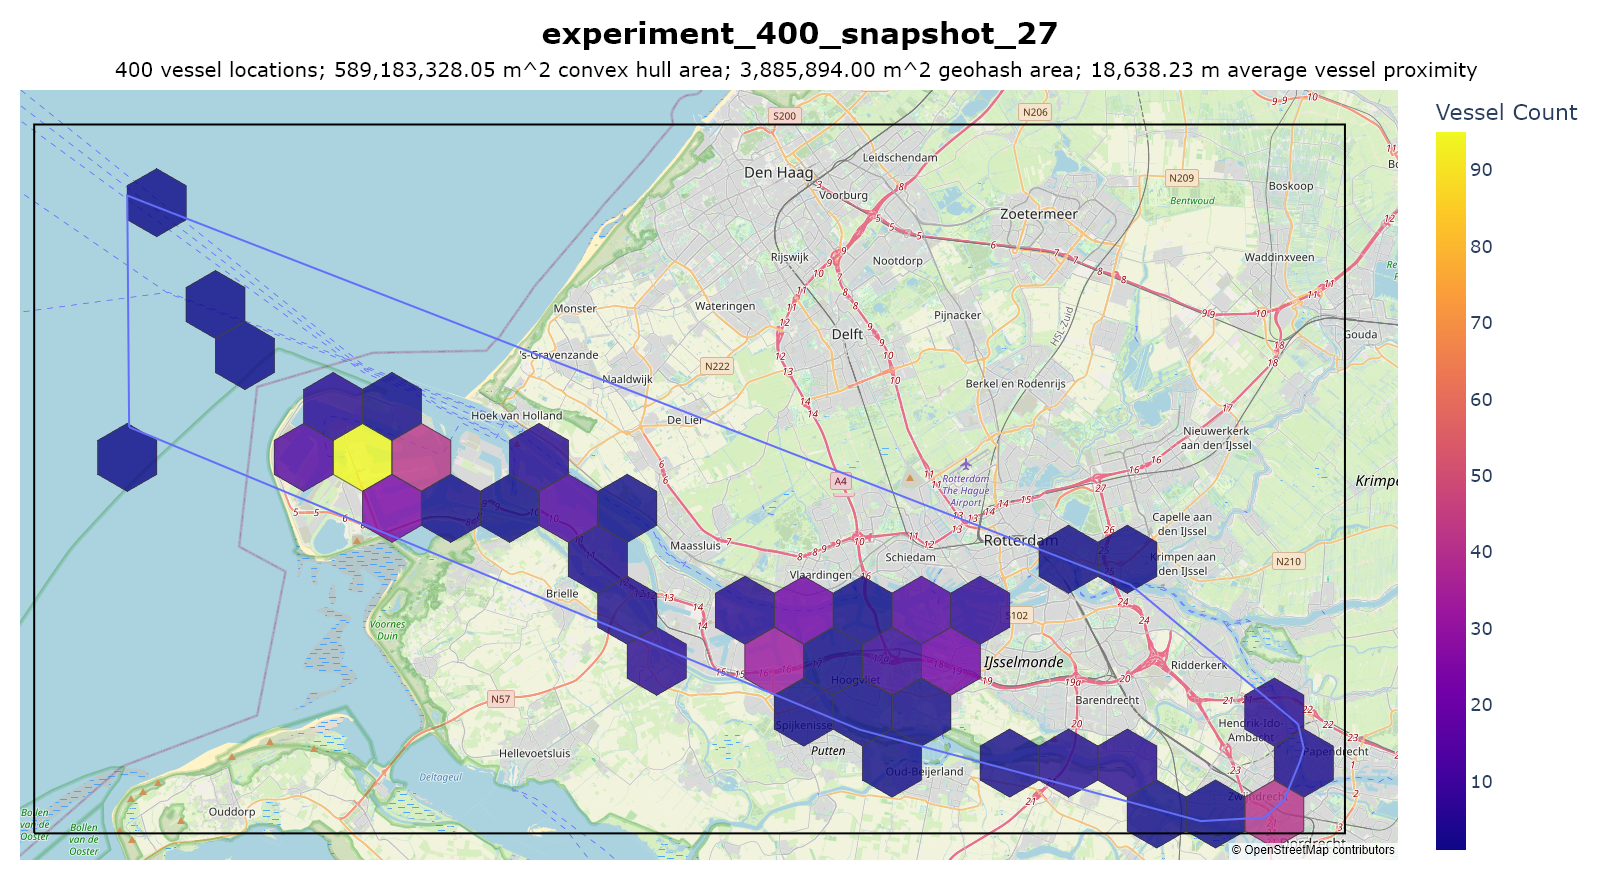 experiment_400_snapshot_27
400 vessel locations; 589,183,328.05 m^2 convex hull area; 3,885,894.00 m^2 geohash area; 18,638.23 m average vessel proximity
Vessel Count
90
80
70
60
50
40
30
20
10
S200
N206
Leidschendam
Den Haag
Voorburg
N209
Boskoop
Bentwoud
Zoetermeer
Rijswijk
Nootdorp
Waddinxveen
Monster
Wateringen
Pijnacker
HSL-Zuid
Delft
Gouda
's-Gravenzande
N222
Naaldwijk
Berkel en Rodenrijs
Hoek van Holland
De Lier
Nieuwerkerk
aan den IJssel
A4
Rotterdam
The Hague
Airport
Capelle aan
den IJssel
Rotterdam
Maassluis
Schiedam
Krimpen aan
den IJssel
N210
Vlaardingen
Brielle
S102
Voornes
Duin
IJsselmonde
Ridderkerk
Hoogvliet
N57
Barendrecht
Spijkenisse
Hendrik-Ido-
Ambacht
Hellevoetsluis
Putten
Papendrecht
Oud-Beijerland
Deltageul
Zwijndrecht
Ouddorp
Bollen
van de
Ooster
Bollen
van de
Ooster
© OpenStreetMap contributors